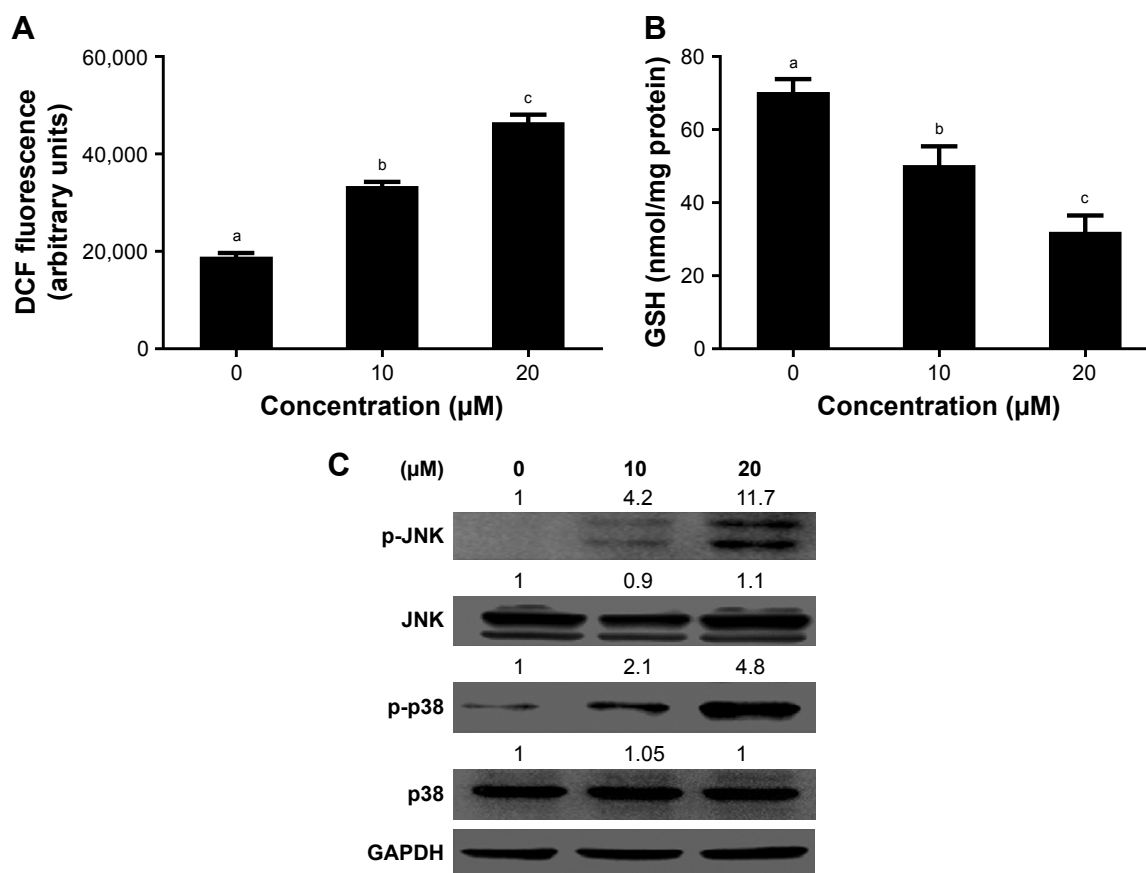 A
60,000
40,000
20,000
0
DCF fluorescence
(arbitrary units)
a
b
c
0
10
20
Concentration (µM)
B
80
60
40
20
0
GSH (nmol/mg protein)
a
b
c
0
10
20
Concentration (µM)
C
(µM) 0 10 20
1 4.2 11.7
p-JNK
1 0.9 1.1
JNK
1 2.1 4.8
p-p38
1 1.05 1
p38
GAPDH